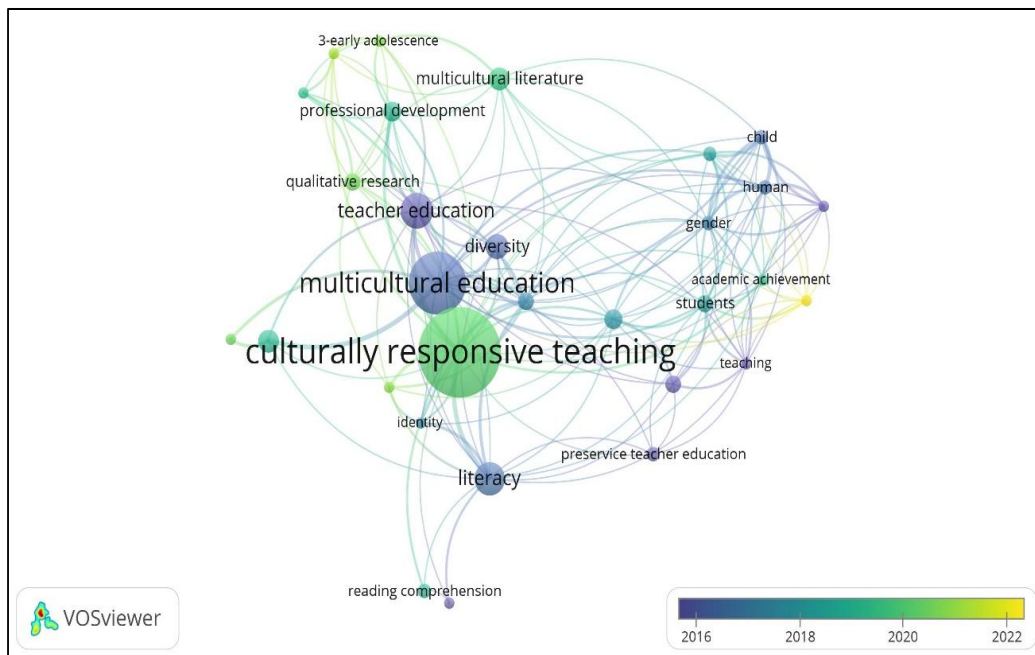 3-early adolescence
multicultural literature
professional development
child
qualitative research
human
teacher education
gender
diversity
multicultural education
academic achievement
students
culturally responsive teaching
teaching
identity
preservice teacher education
literacy
reading comprehension
VOSviewer
2016 2018 2020 2022